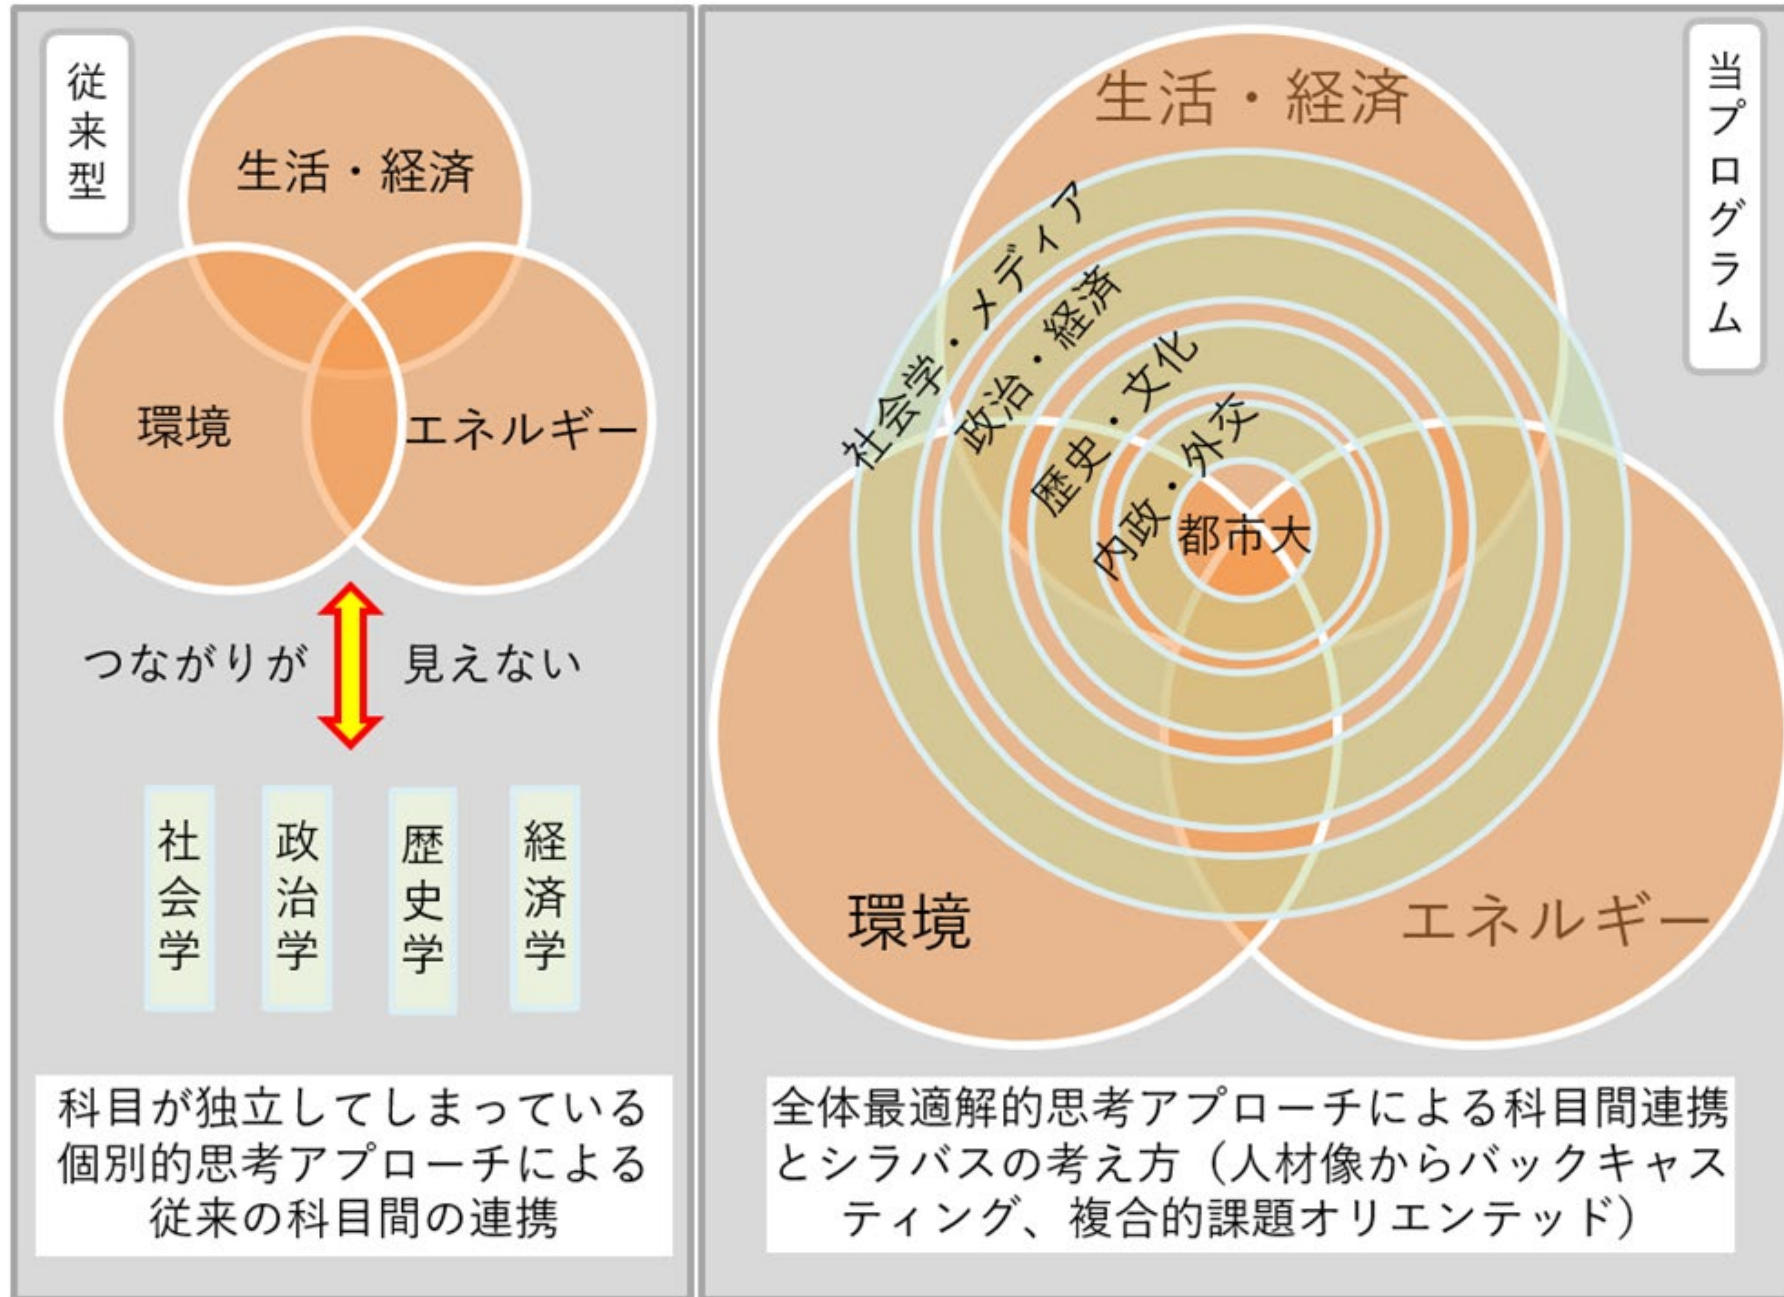 従来型
生活・経済
環境
エネルギー
つながりが 見えない
社会学
政治学
歴史学
経済学
科目が独立してしまっている
個別的思考アプローチによる
従来の科目間の連携
当プログラム
生活・経済
社会学・メディア
政治・経済
歴史・文化
内政・外交
都市大
環境
エネルギー
全体最適解的思考アプローチによる科目間連携
とシラバスの考え方（人材像からバックキャス
ティング、複合的課題オリエンテッド）